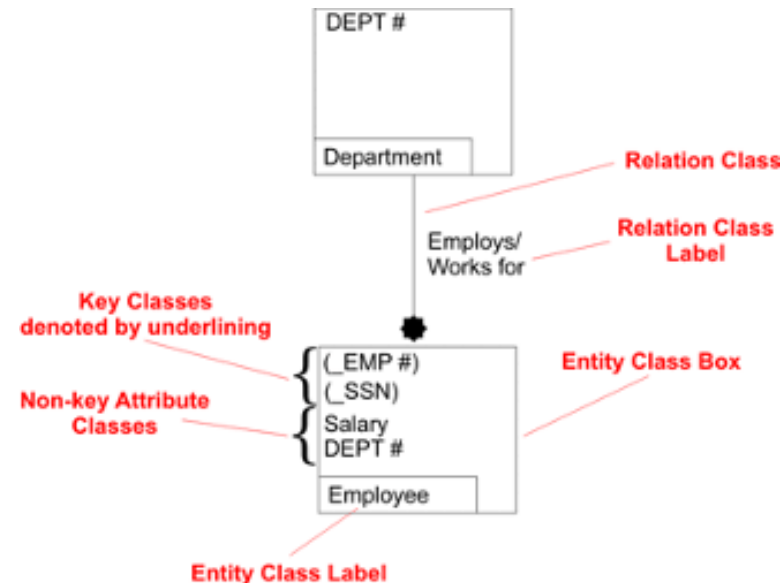 DEPT #
Department
Relation Class
Employs/
Works for
Relation Class
Label
Key Classes
denoted by underlining
(_EMP #)
(_SSN)
Entity Class Box
Non-key Attribute
Classes
Salary
DEPT #
Employee
Entity Class Label